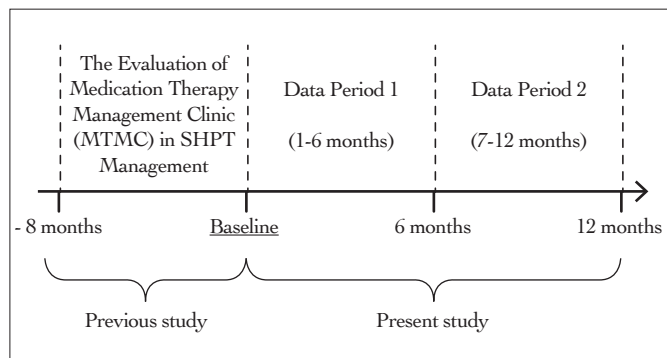 The Evaluation of
Medication Therapy
Management Clinic
(MTMC) in SHPT
Management
Data Period 1
(1-6 months)
Data Period 2
(7-12 months)
- 8 months
Baseline
6 months
12 months
Previous study
Present study